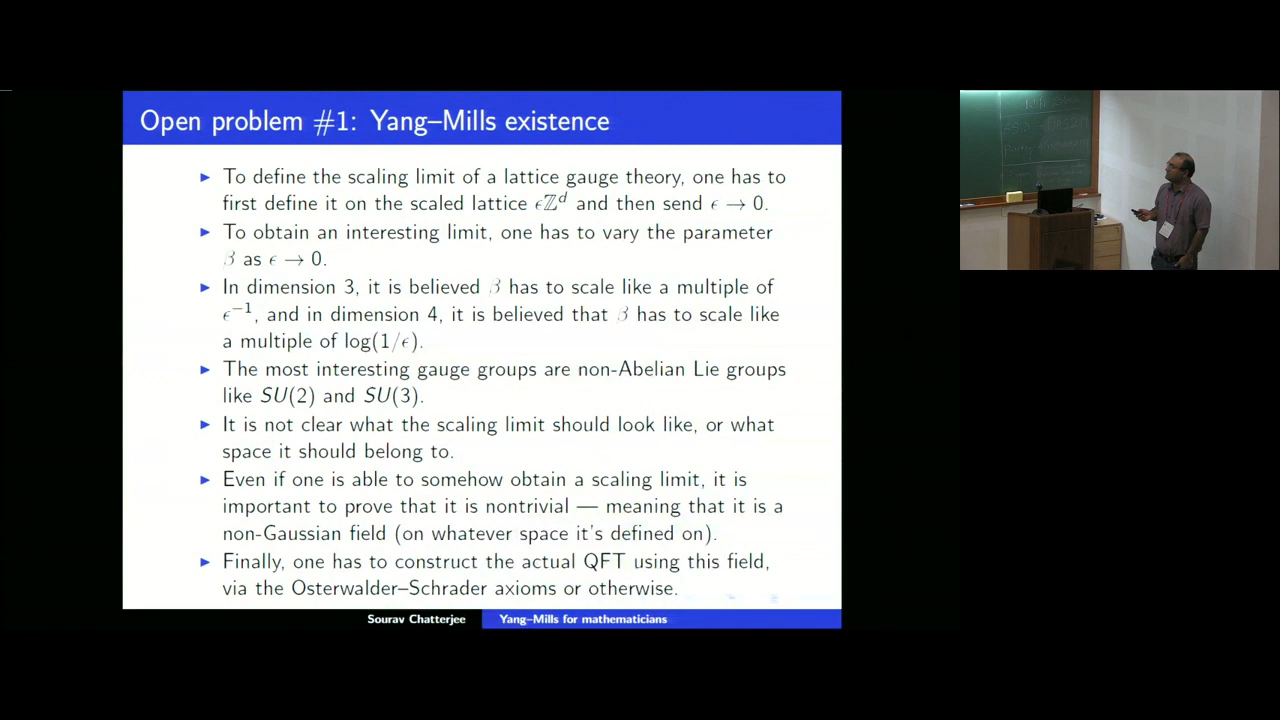 Open problem #1: Yang–Mills existence
► To define the scaling limit of a lattice gauge theory, one has to
first define it on the scaled lattice ϵℤᵈ and then send ϵ → 0.
► To obtain an interesting limit, one has to vary the parameter
β as ϵ → 0.
► In dimension 3, it is believed β has to scale like a multiple of
ϵ⁻¹, and in dimension 4, it is believed that β has to scale like
a multiple of log(1/ϵ).
► The most interesting gauge groups are non-Abelian Lie groups
like SU(2) and SU(3).
► It is not clear what the scaling limit should look like, or what
space it should belong to.
► Even if one is able to somehow obtain a scaling limit, it is
important to prove that it is nontrivial — meaning that it is a
non-Gaussian field (on whatever space it's defined on).
► Finally, one has to construct the actual QFT using this field,
via the Osterwalder–Schrader axioms or otherwise.
Sourav Chatterjee Yang–Mills for mathematicians